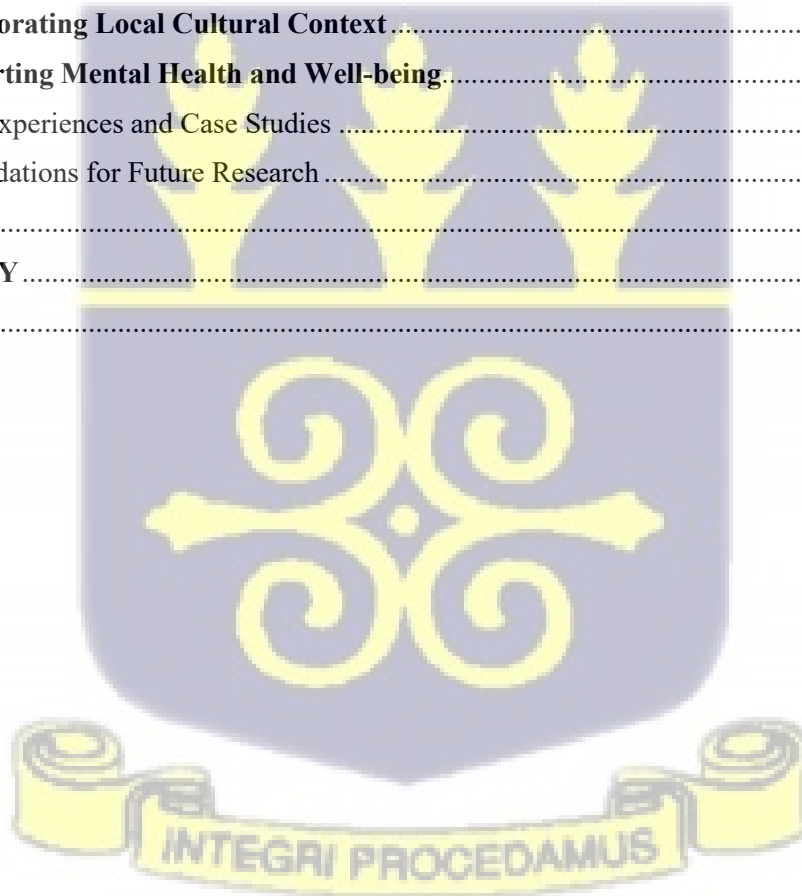 orating Local Cultural Context ........................................................
rting Mental Health and Well-being.................................................
xperiences and Case Studies ...............................................................
dations for Future Research .................................................................
............................................................................................................
Y ........................................................................................................
............................................................................................................
INTEGRI PROCEDAMUS